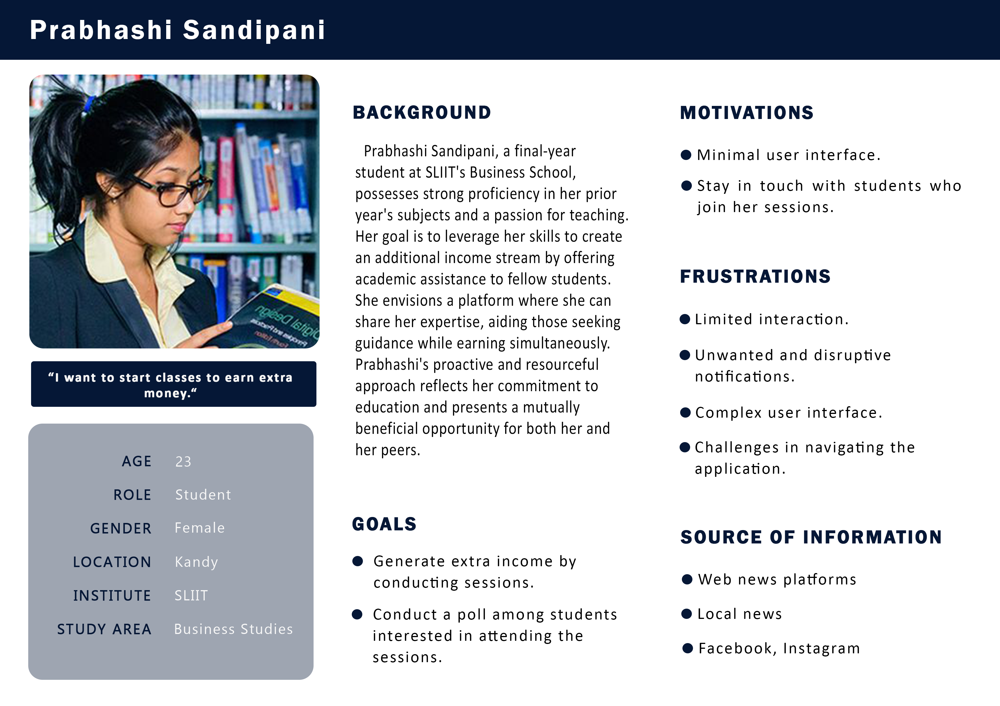 Prabhashi Sandipani
“I want to start classes to earn extra
money.“
AGE 23
ROLE Student
GENDER Female
LOCATION Kandy
INSTITUTE SLIIT
STUDY AREA Business Studies
BACKGROUND
Prabhashi Sandipani, a final-year
student at SLIIT's Business School,
possesses strong proficiency in her prior
year's subjects and a passion for teaching.
Her goal is to leverage her skills to create
an additional income stream by offering
academic assistance to fellow students.
She envisions a platform where she can
share her expertise, aiding those seeking
guidance while earning simultaneously.
Prabhashi's proactive and resourceful
approach reflects her commitment to
education and presents a mutually
beneficial opportunity for both her and
her peers.
GOALS
● Generate extra income by
conducting sessions.
● Conduct a poll among students
interested in attending the
sessions.
MOTIVATIONS
● Minimal user interface.
● Stay in touch with students who
join her sessions.
FRUSTRATIONS
● Limited interaction.
● Unwanted and disruptive
notifications.
● Complex user interface.
● Challenges in navigating the
application.
SOURCE OF INFORMATION
● Web news platforms
● Local news
● Facebook, Instagram
Digital Design
Principles and Practices
Fourth Edition